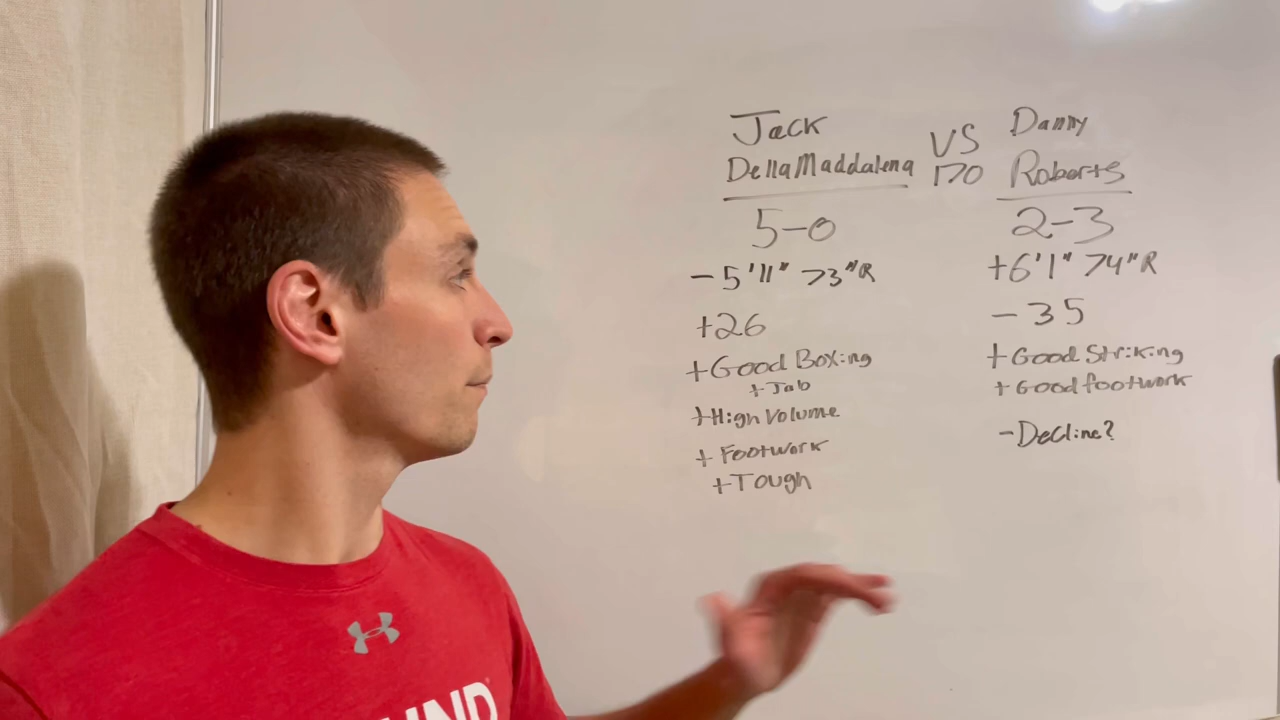 Jack
Della Maddalena
VS
170
Danny
Roberts
5-0
2-3
-5'11" 73"R
+6'1" 74"R
+26
-35
+Good Boxing
+Jab
+High Volume
+Footwork
+Tough
+Good Striking
+Good footwork
-Decline?